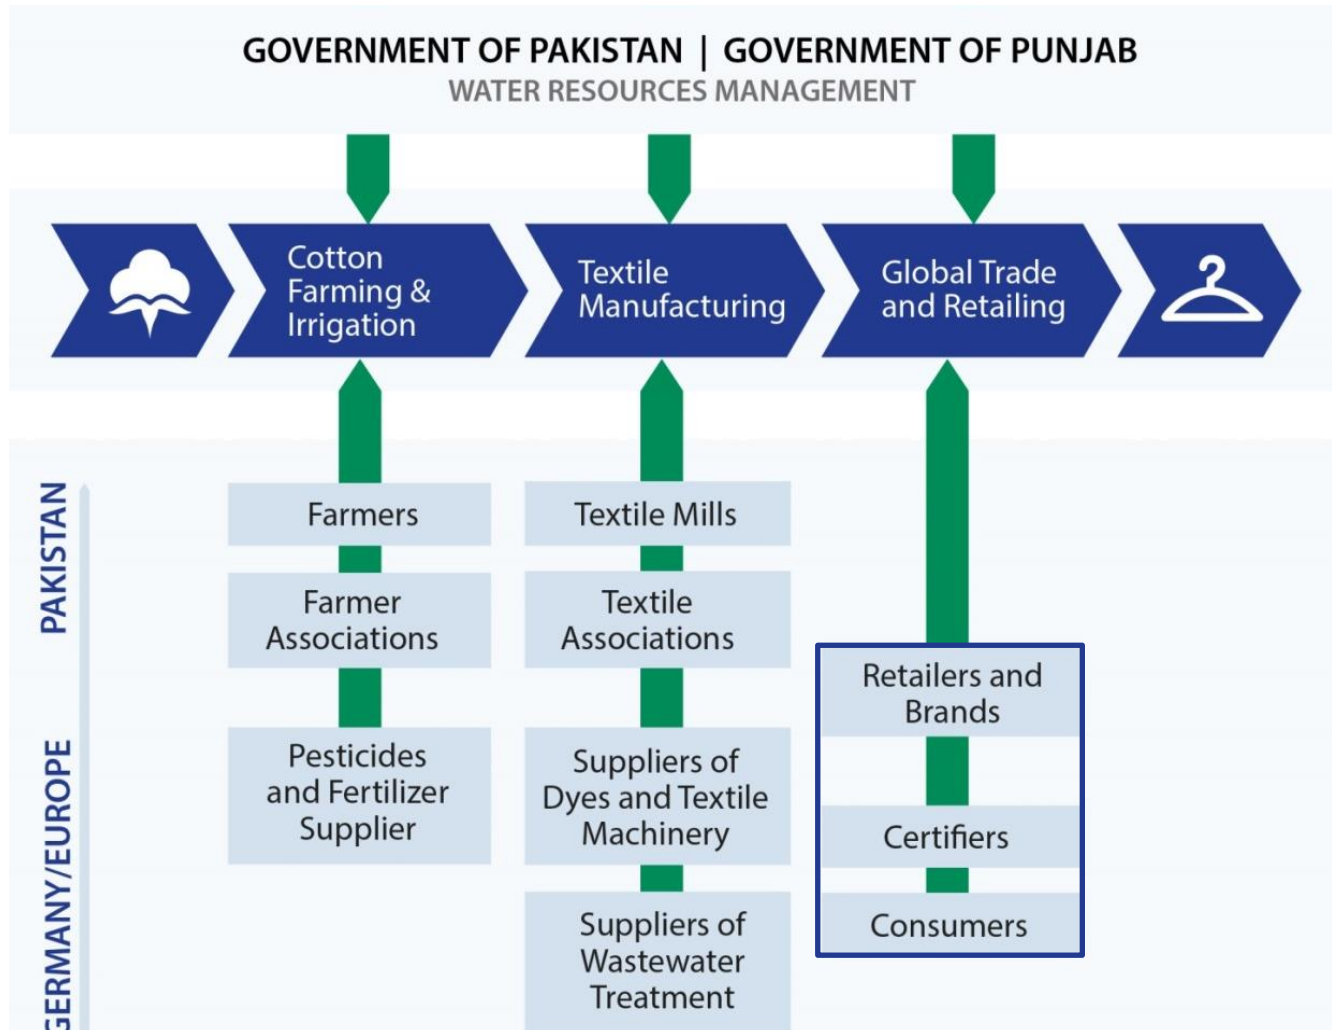 GOVERNMENT OF PAKISTAN | GOVERNMENT OF PUNJAB
WATER RESOURCES MANAGEMENT
Cotton
Farming &
Irrigation
Textile
Manufacturing
Global Trade
and Retailing
PAKISTAN
GERMANY/EUROPE
Farmers
Farmer
Associations
Pesticides
and Fertilizer
Supplier
Textile Mills
Textile
Associations
Suppliers of
Dyes and Textile
Machinery
Suppliers of
Wastewater
Treatment
Retailers and
Brands
Certifiers
Consumers